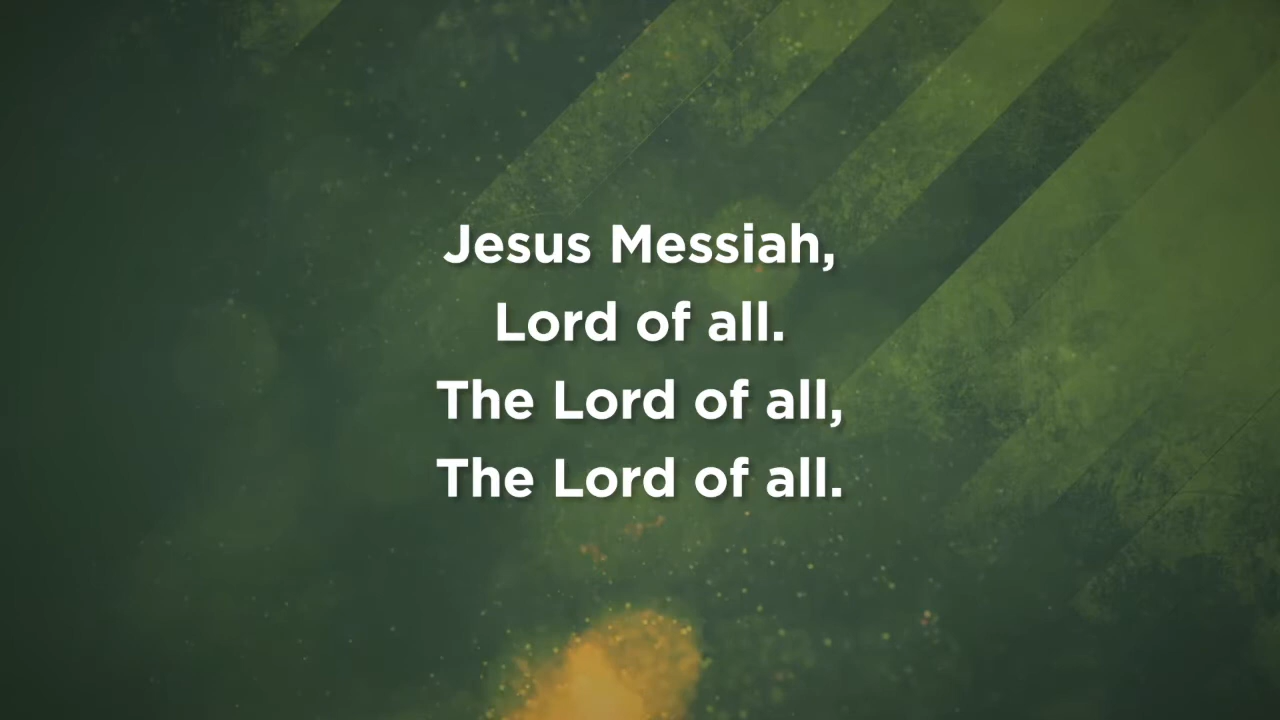 Jesus Messiah,
Lord of all.
The Lord of all,
The Lord of all.